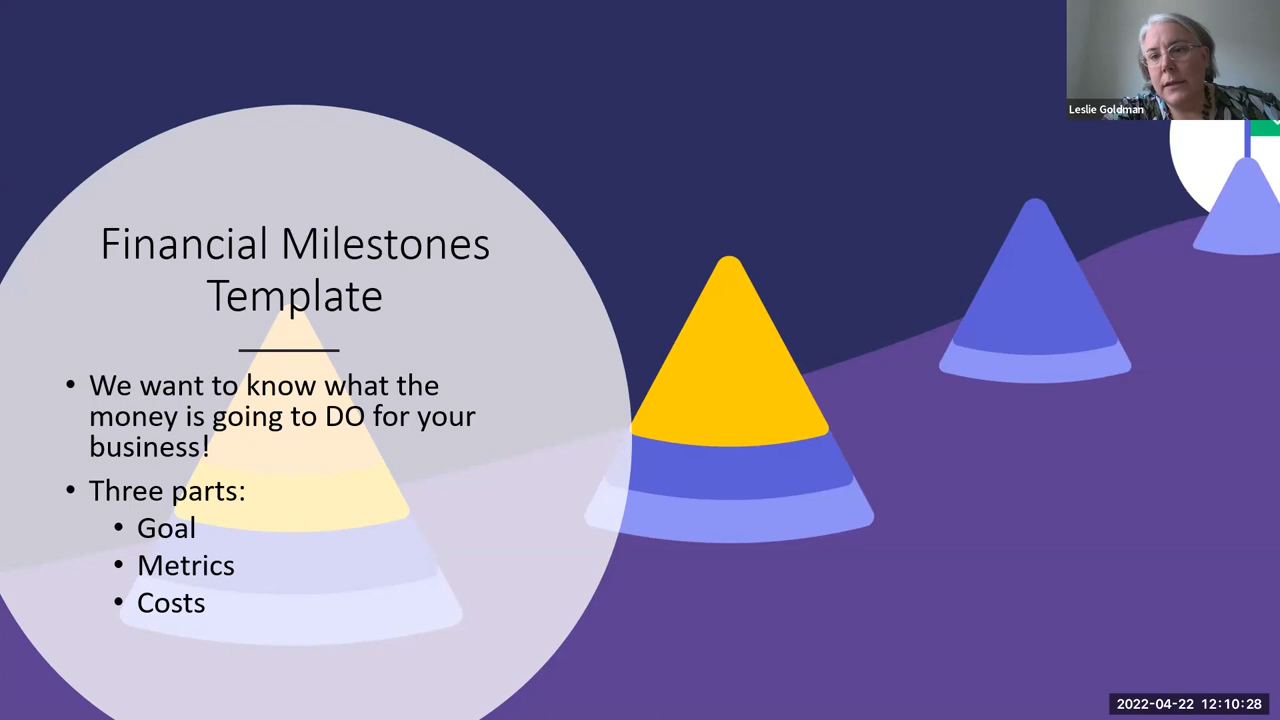 Leslie Goldman
Financial Milestones
Template
• We want to know what the
money is going to DO for your
business!
• Three parts:
• Goal
• Metrics
• Costs
2022-04-22 12:10:28